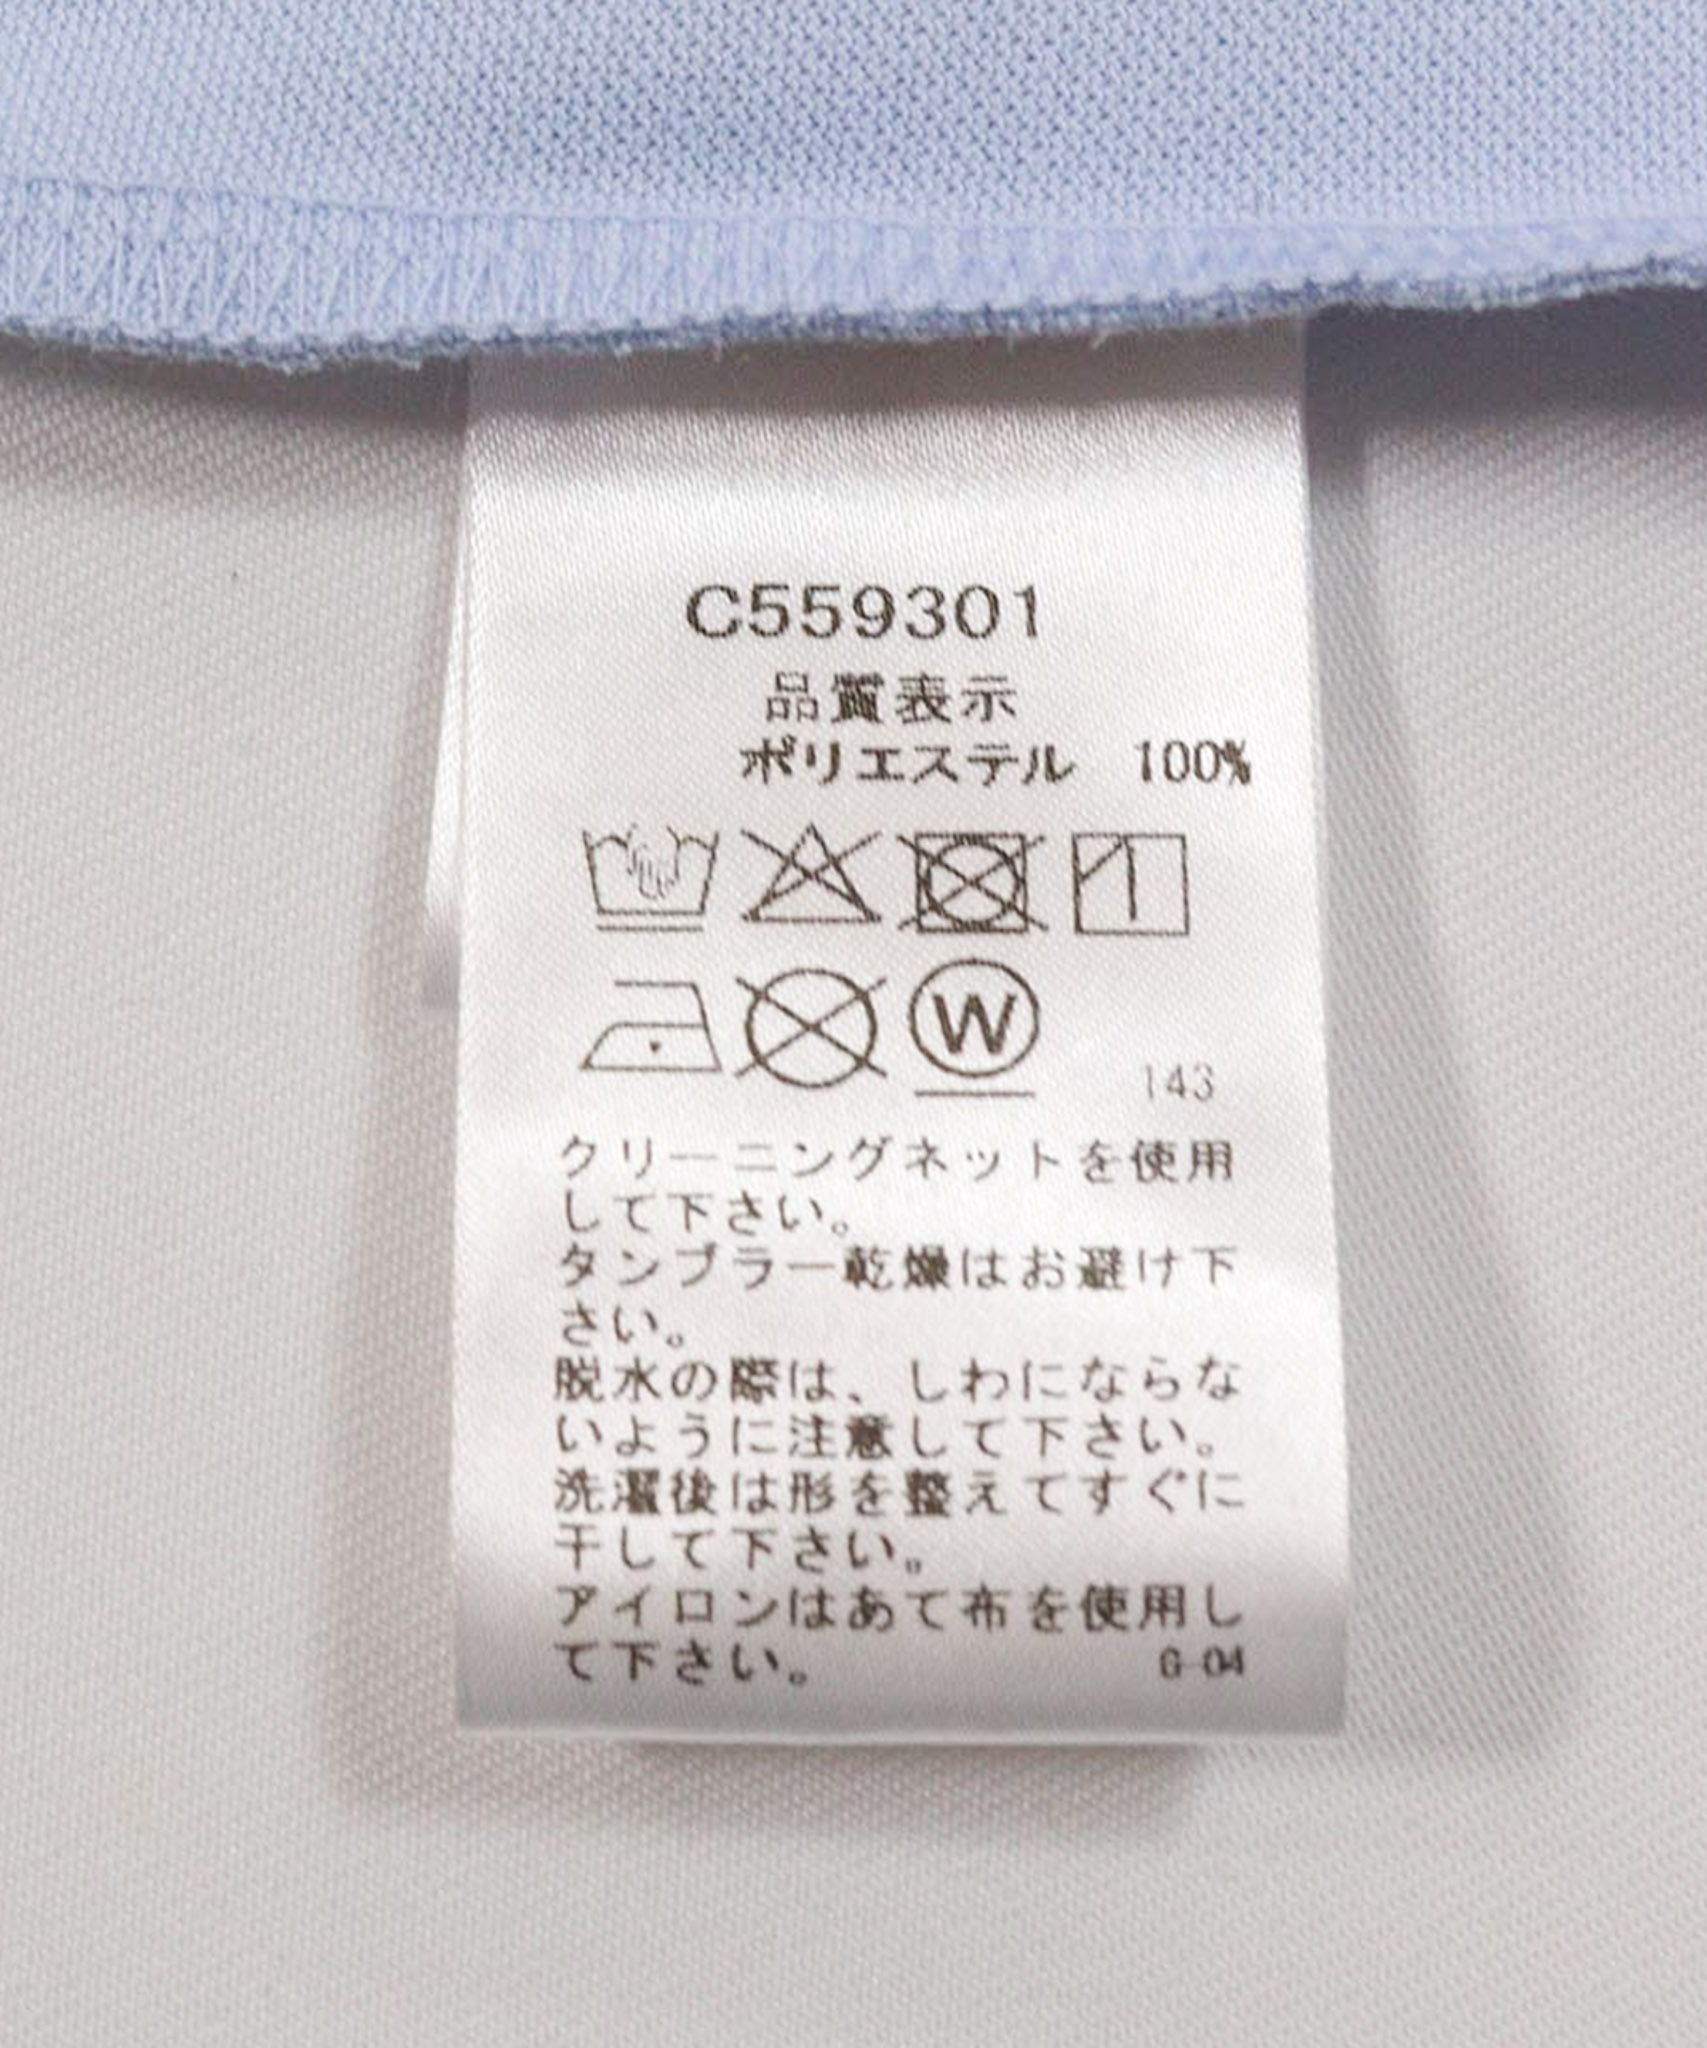 C559301
品質表示
ポリエステル 100%
W
143
クリーニングネットを使用
して下さい。
タンブラー乾燥はお避け下
さい。
脱水の際は、しわにならな
いように注意して下さい。
洗濯後は形を整えてすぐに
干して下さい。
アイロンはあて布を使用し
て下さい。 G-04